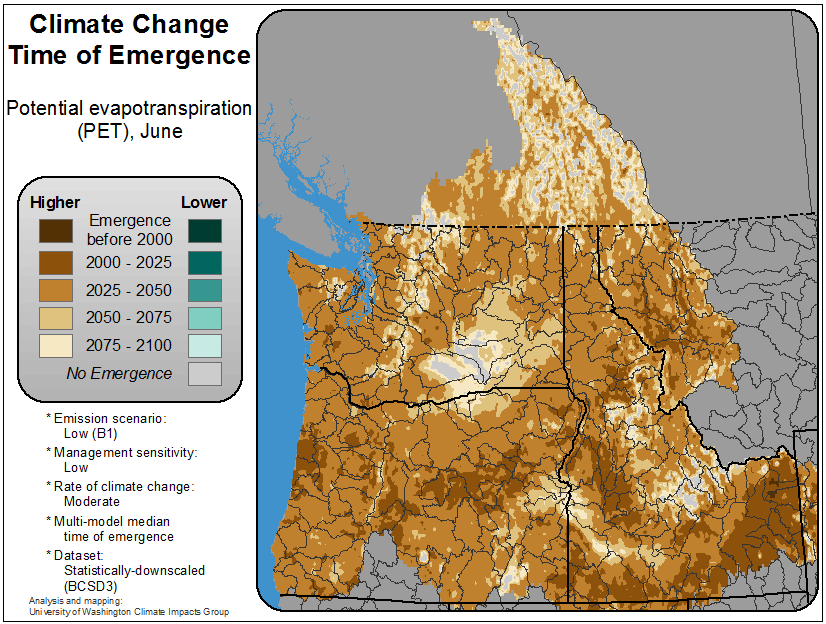 Climate Change
Time of Emergence
Potential evapotranspiration
(PET), June
Higher Lower
Emergence
before 2000
2000 - 2025
2025 - 2050
2050 - 2075
2075 - 2100
No Emergence
* Emission scenario:
Low (B1)
* Management sensitivity:
Low
* Rate of climate change:
Moderate
* Multi-model median
time of emergence
* Dataset:
Statistically-downscaled
(BCSD3)
Analysis and mapping:
University of Washington Climate Impacts Group